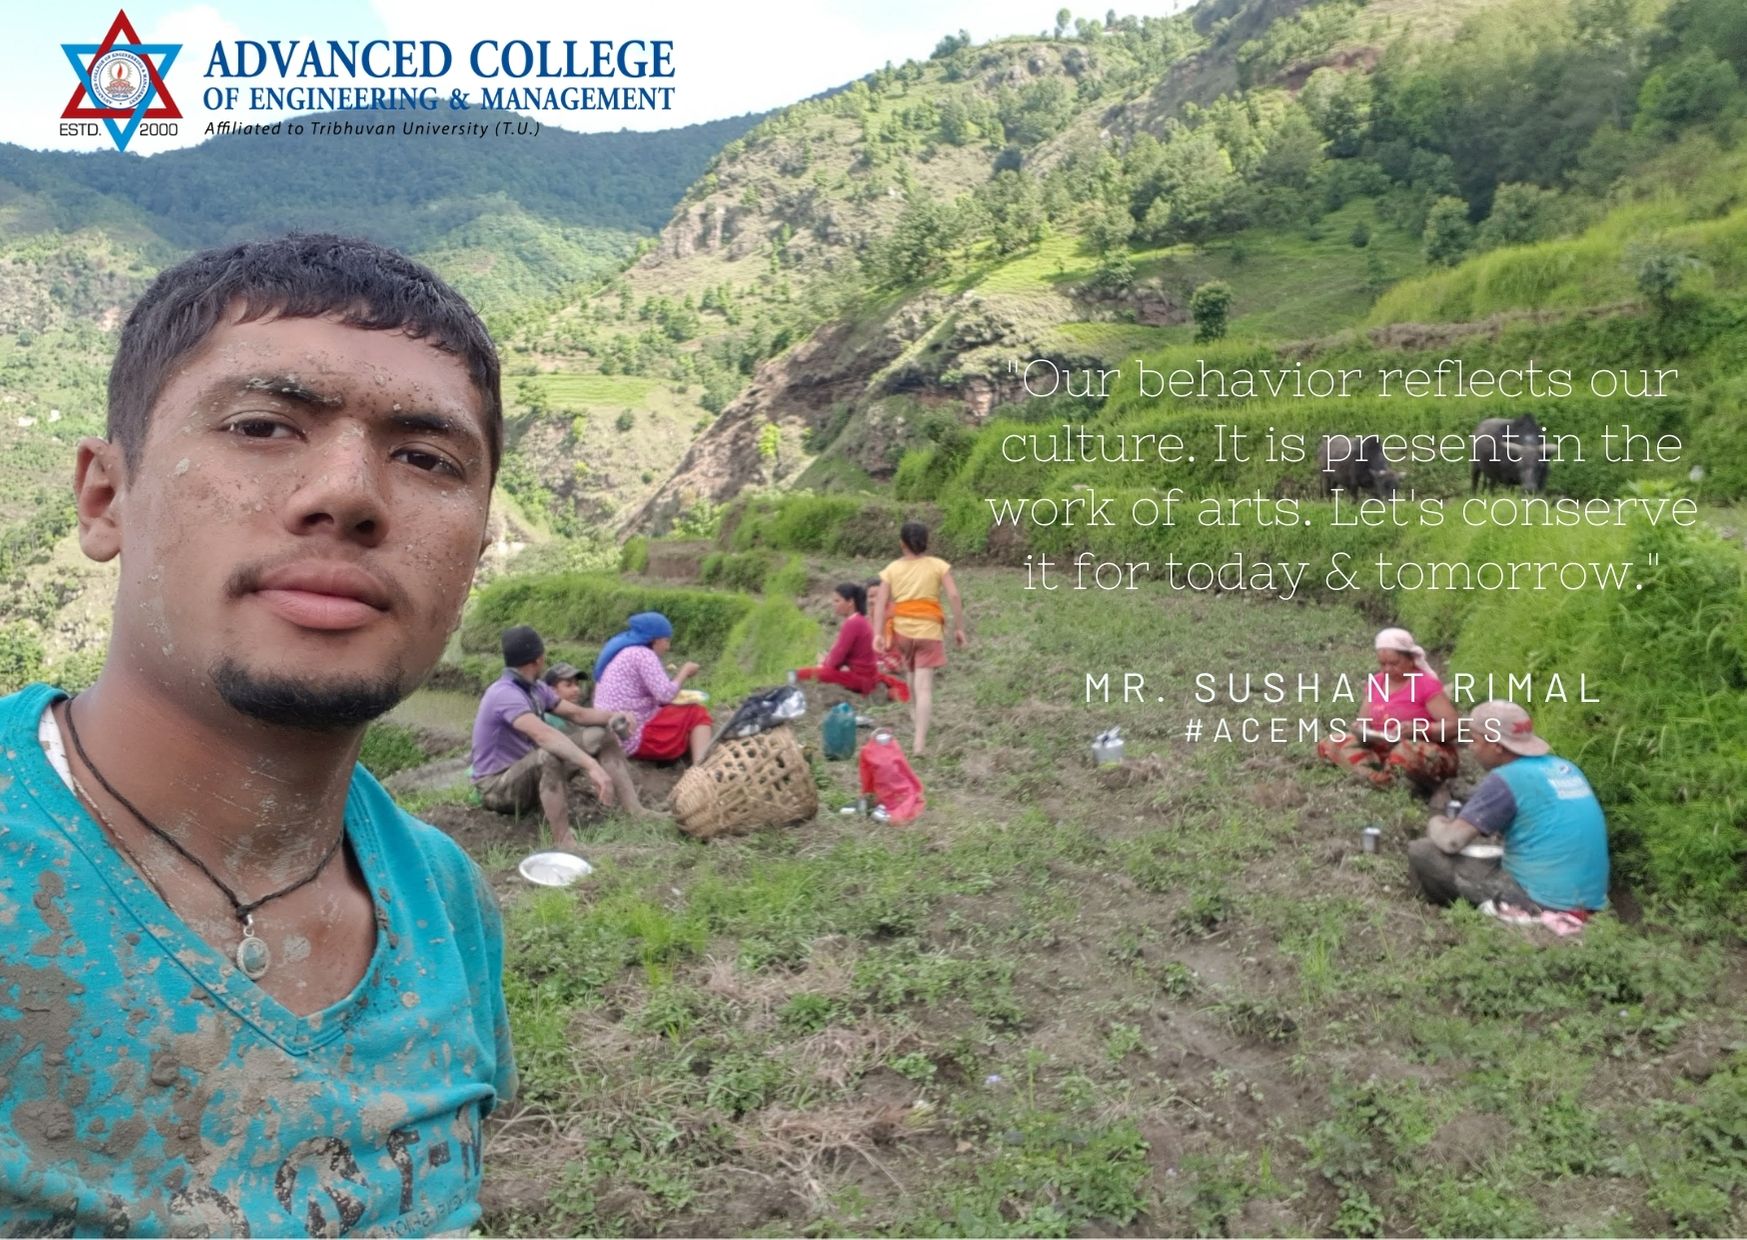 ADVANCED COLLEGE
OF ENGINEERING & MANAGEMENT
ESTD. 2000
Affiliated to Tribhuvan University (T.U.)
"Our behavior reflects our
culture. It is present in the
work of arts. Let's conserve
it for today & tomorrow."
MR. SUSHANT RIMAL
#ACEMSTORIES